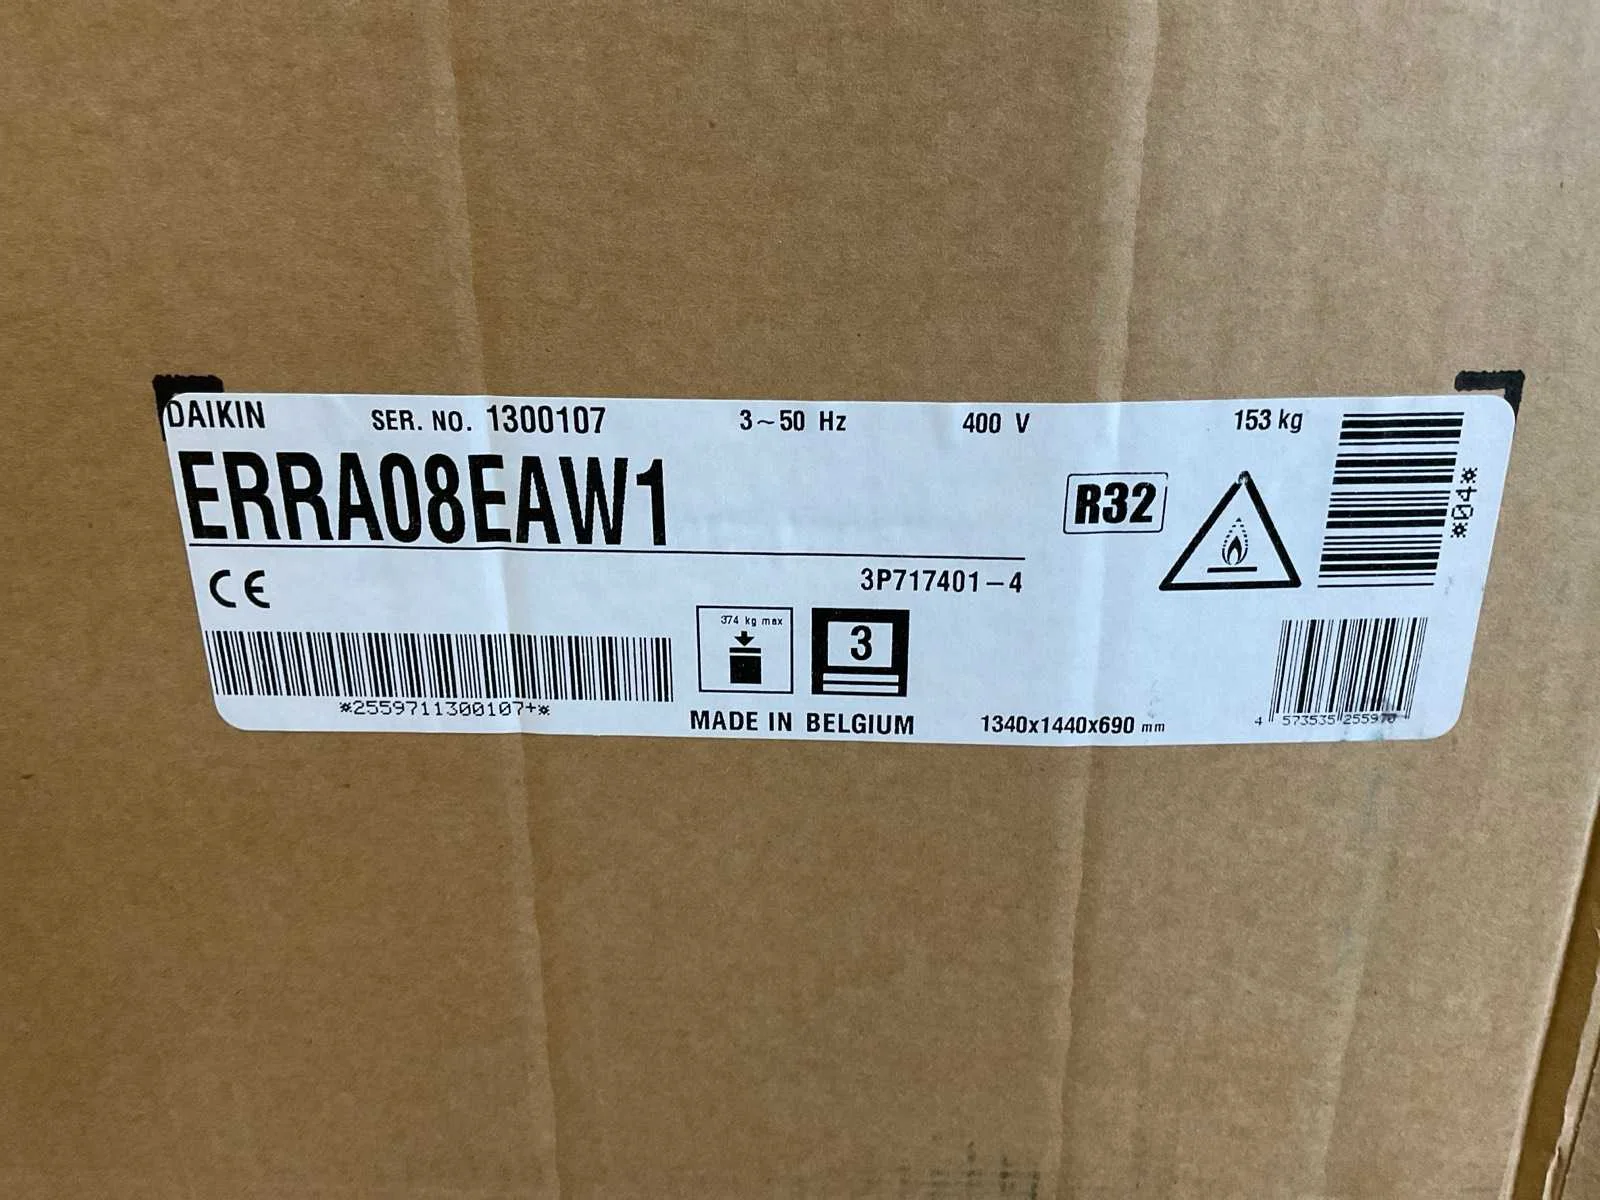 DAIKIN SER. NO. 1300107 3~50 Hz 400 V 153 kg
ERRA08EAW1
R32
*04*
3P717401-4
CE
374 kg max
3
*2559711300107+*
MADE IN BELGIUM 1340x1440x690 mm
4 573535 255970